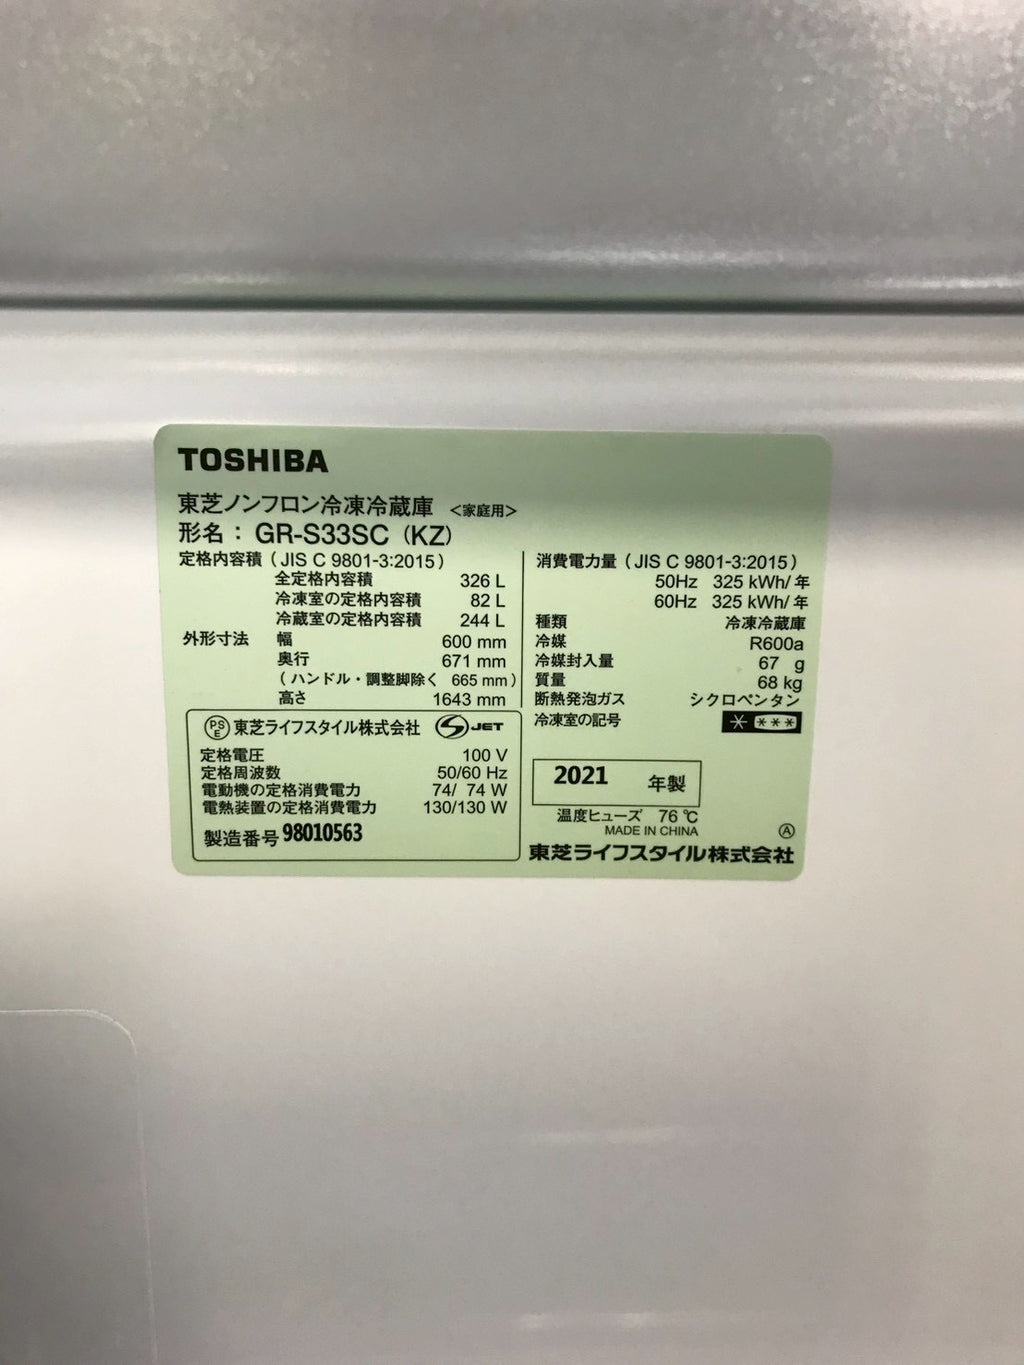 TOSHIBA
東芝ノンフロン冷凍冷蔵庫 <家庭用>
形名: GR-S33SC (KZ)
定格内容積 (JIS C 9801-3:2015)
全定格内容積 326 L
冷凍室の定格内容積 82 L
冷蔵室の定格内容積 244 L
外形寸法 幅 600 mm
奥行 671 mm
(ハンドル・調整脚除く 665 mm)
高さ 1643 mm
PSE 東芝ライフスタイル株式会社 S JET
定格電圧 100 V
定格周波数 50/60 Hz
電動機の定格消費電力 74/ 74 W
電熱装置の定格消費電力 130/130 W
製造番号 98010563
消費電力量 (JIS C 9801-3:2015)
50Hz 325 kWh/年
60Hz 325 kWh/年
種類 冷凍冷蔵庫
冷媒 R600a
冷媒封入量 67 g
質量 68 kg
断熱発泡ガス シクロペンタン
冷凍室の記号 * ***
2021 年製
温度ヒューズ 76 ℃
MADE IN CHINA Ⓐ
東芝ライフスタイル株式会社